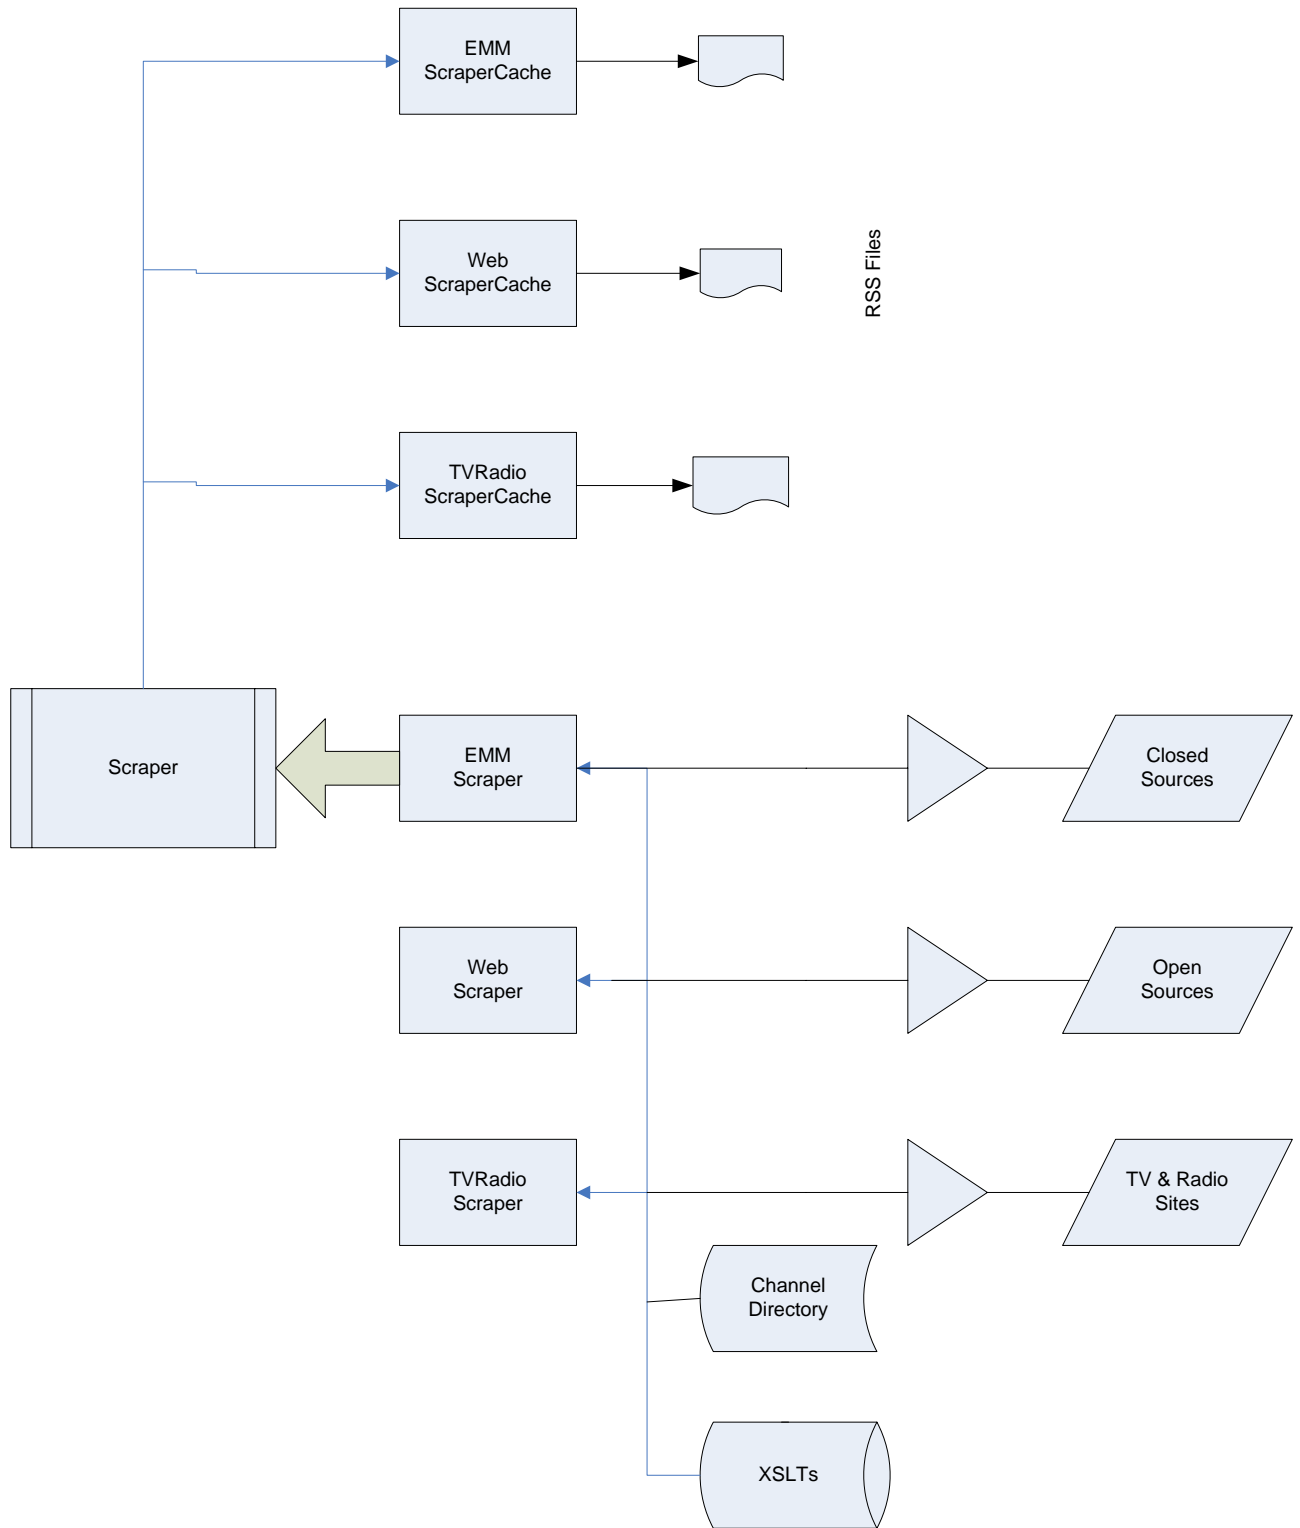 EMM
ScraperCache
Web
ScraperCache
RSS Files
TVRadio
ScraperCache
Scraper
EMM
Scraper
Closed
Sources
Web
Scraper
Open
Sources
TVRadio
Scraper
TV & Radio
Sites
Channel
Directory
XSLTs